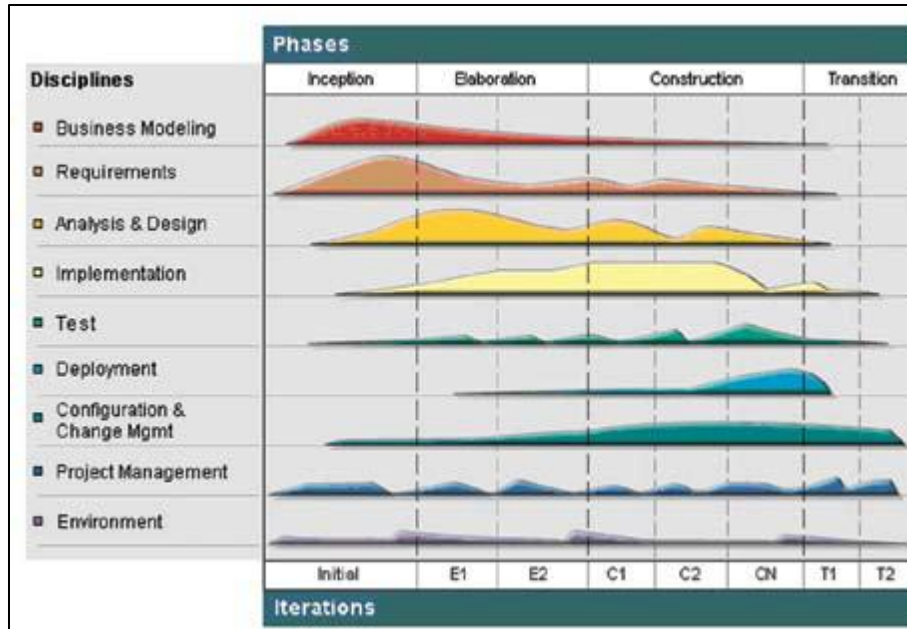 Phases
Disciplines
Inception Elaboration Construction Transition
Business Modeling
Requirements
Analysis & Design
Implementation
Test
Deployment
Configuration &
Change Mgmt
Project Management
Environment
Initial E1 E2 C1 C2 CN T1 T2
Iterations